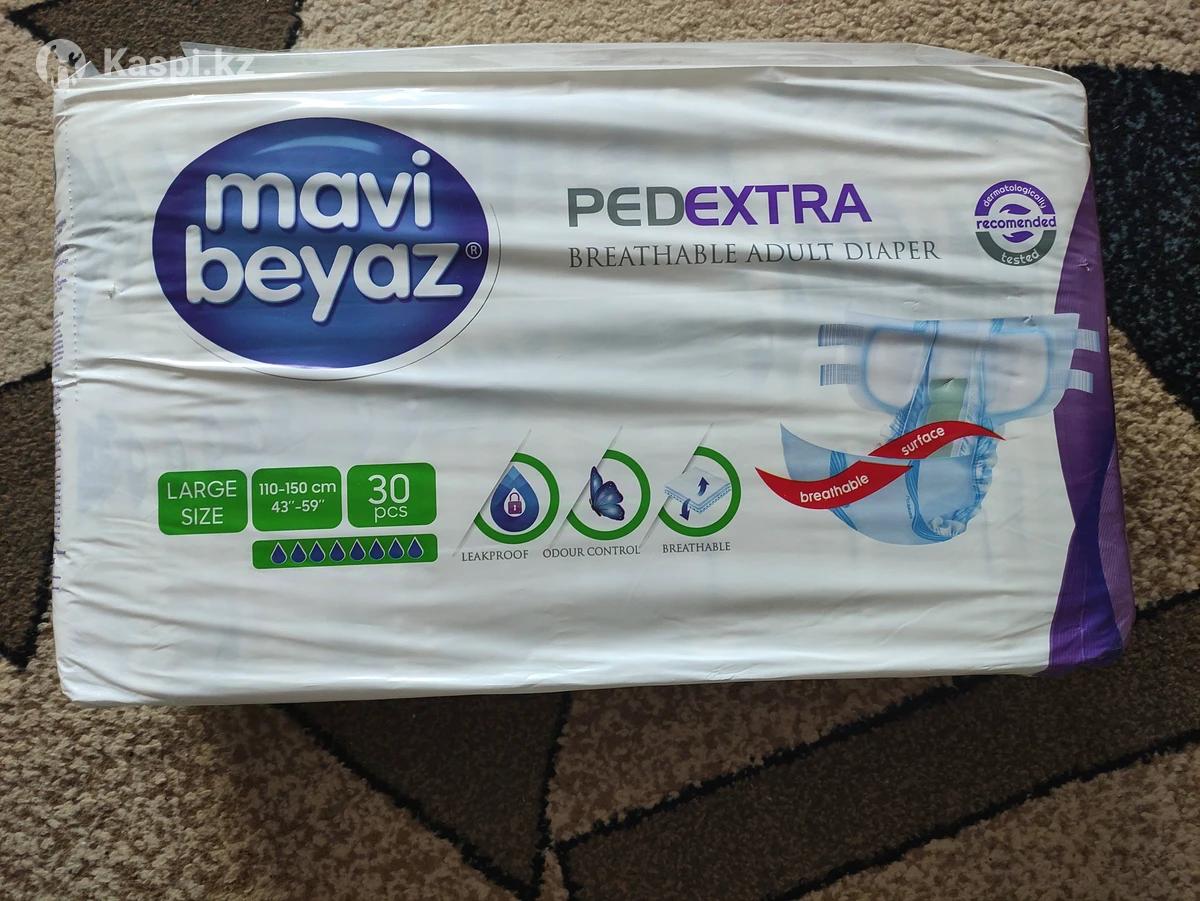 Kaspi.kz
mavi
beyaz®
PEDEXTRA
BREATHABLE ADULT DIAPER
dermatologically
recomended
tested
breathable surface
LARGE
SIZE
110-150 cm
43"-59"
30
pcs
LEAKPROOF
ODOUR CONTROL
BREATHABLE